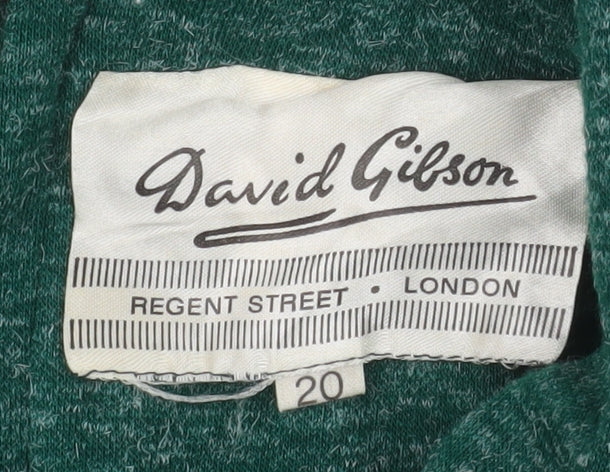 David Gibson
REGENT STREET • LONDON
20